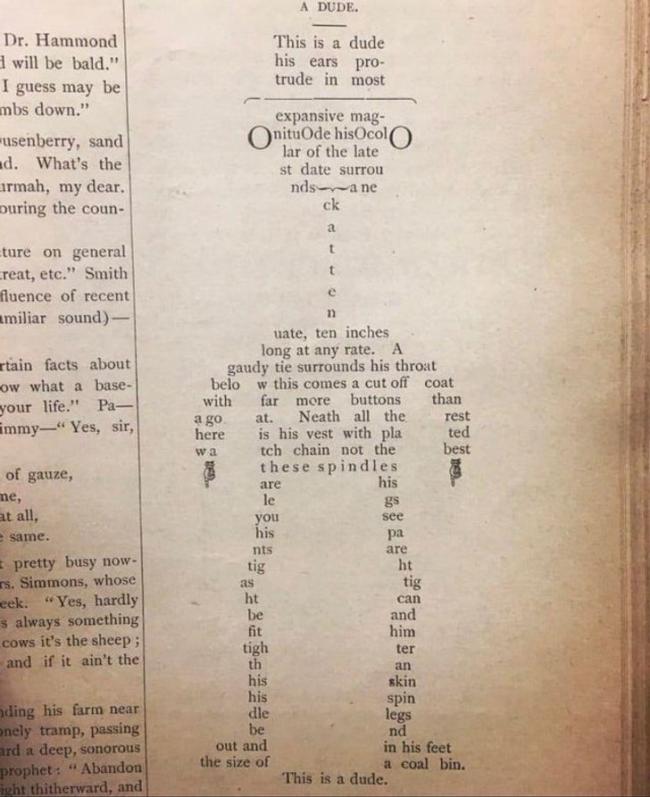 Dr. Hammond
d will be bald."
I guess may be
mbs down."
usenberry, sand
d. What's the
urmah, my dear.
ouring the coun-
ture on general
treat, etc." Smith
fluence of recent
amiliar sound)—
rtain facts about
ow what a base-
your life." Pa—
immy—"Yes, sir,
of gauze,
ne,
at all,
e same.
t pretty busy now-
rs. Simmons, whose
eek. "Yes, hardly
s always something
cows it's the sheep;
and if it ain't the
nding his farm near
onely tramp, passing
ard a deep, sonorous
prophet: "Abandon
ight thitherward, and
A DUDE.
This is a dude
his ears pro-
trude in most
expansive mag-
OnituOde hisOcolO
lar of the late
st date surrou
nds a ne
ck
a
t
t
e
n
uate, ten inches
long at any rate. A
gaudy tie surrounds his throat
belo w this comes a cut off coat
with far more buttons than
a go at. Neath all the rest
here is his vest with pla ted
w a tch chain not the best
these spindles
are his
le gs
you see
his pa
nts are
tig ht
as tig
ht can
be and
fit him
tigh ter
th an
his skin
his spin
dle legs
be nd
out and in his feet
the size of a coal bin.
This is a dude.